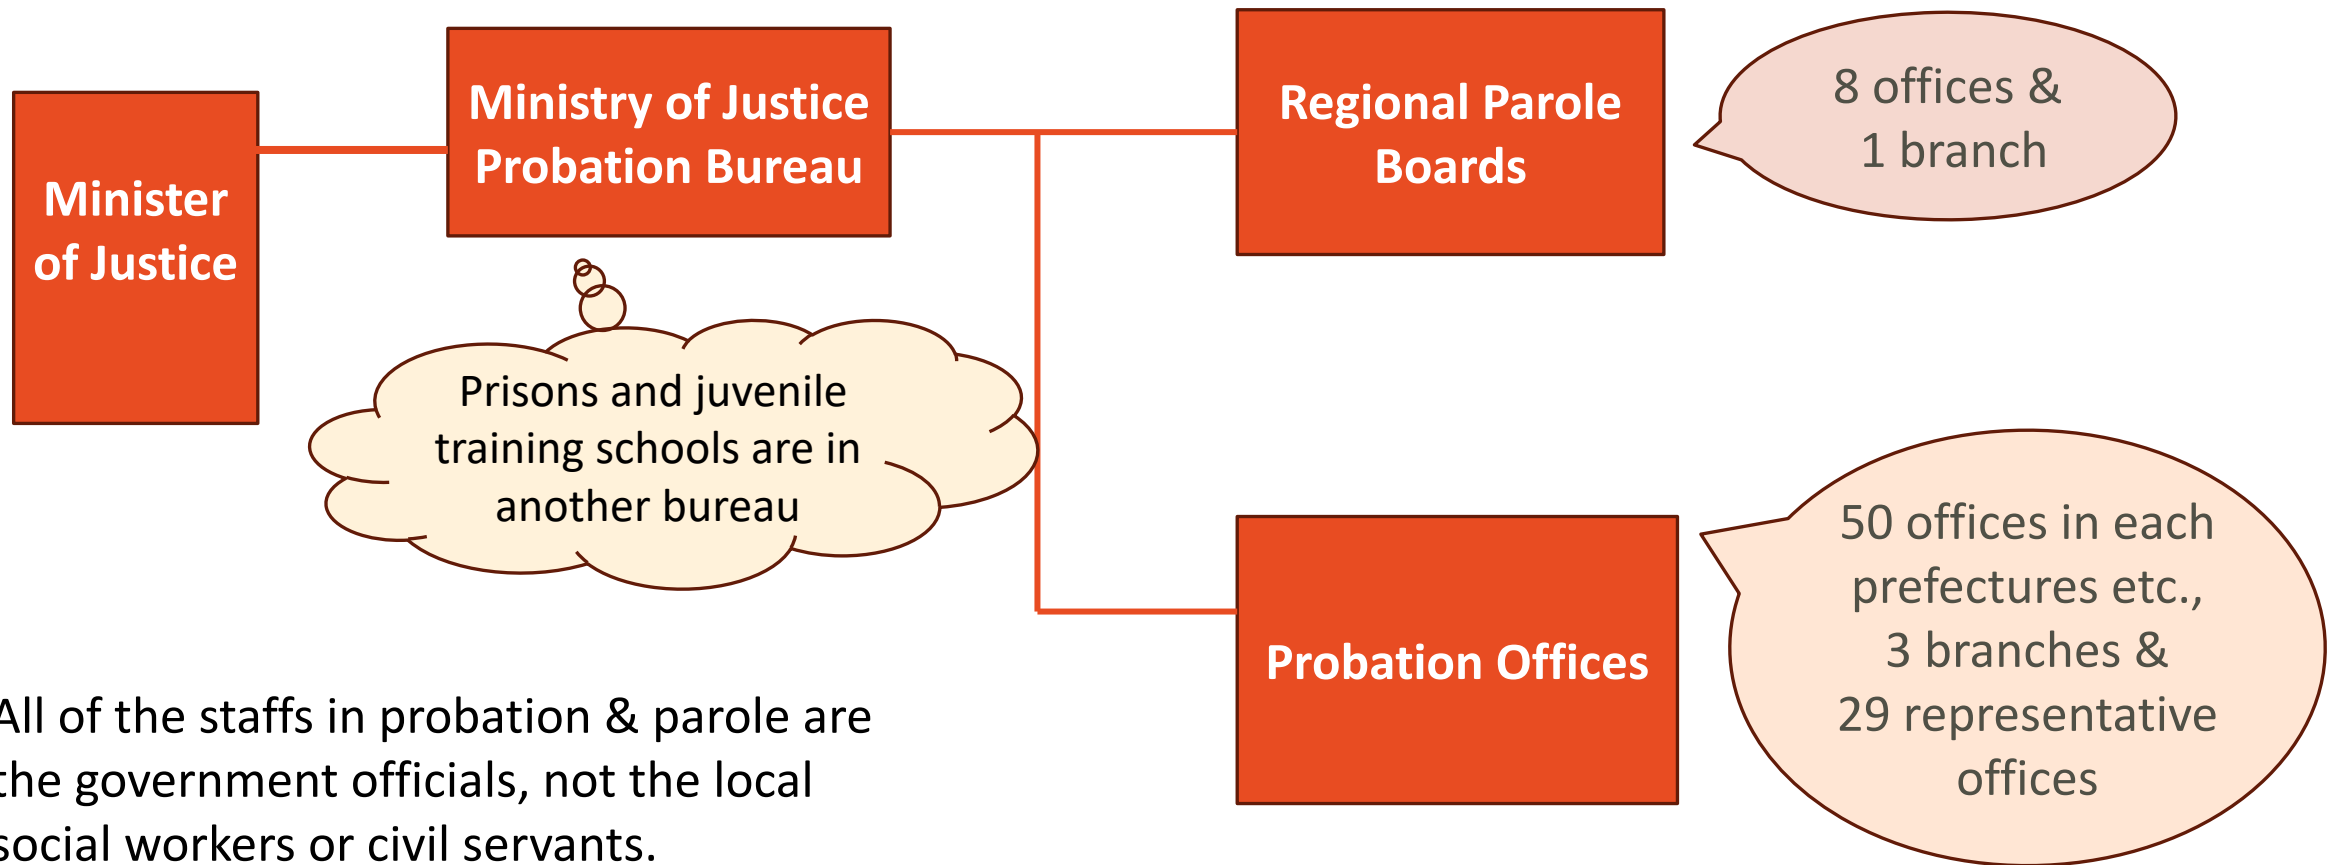 Minister
of Justice
Ministry of Justice
Probation Bureau
Regional Parole
Boards
8 offices &
1 branch
Prisons and juvenile
training schools are in
another bureau
Probation Offices
50 offices in each
prefectures etc.,
3 branches &
29 representative
offices
All of the staffs in probation & parole are
the government officials, not the local
social workers or civil servants.